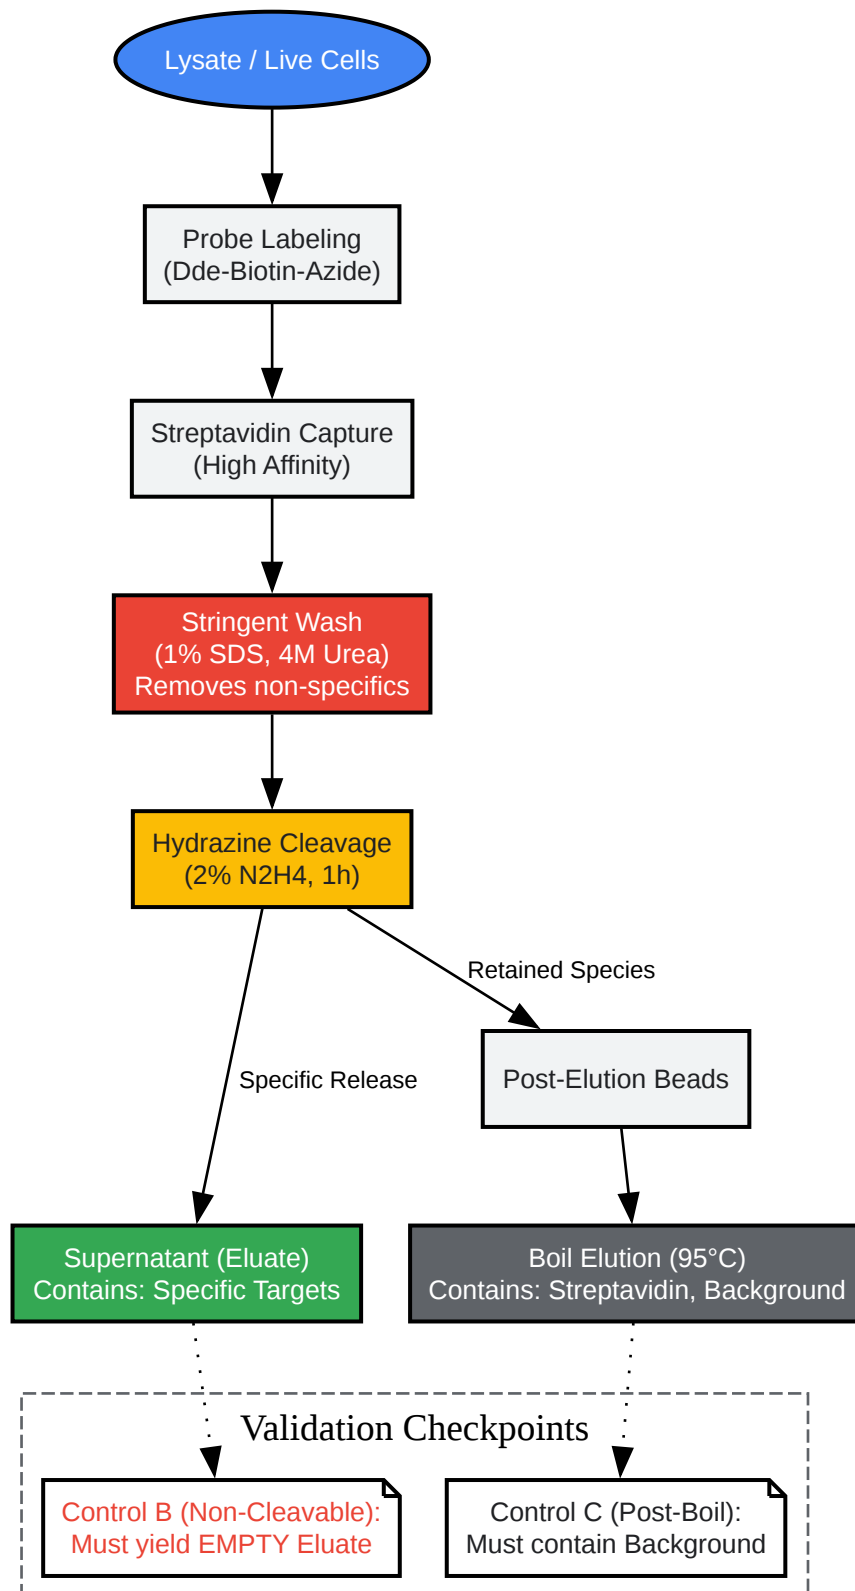 Lysate / Live Cells
Probe Labeling
(Dde-Biotin-Azide)
Streptavidin Capture
(High Affinity)
Stringent Wash
(1% SDS, 4M Urea)
Removes non-specifics
Hydrazine Cleavage
(2% N2H4, 1h)
Retained Species
Specific Release
Post-Elution Beads
Supernatant (Eluate)
Contains: Specific Targets
Boil Elution (95°C)
Contains: Streptavidin, Background
Validation Checkpoints
Control B (Non-Cleavable):
Must yield EMPTY Eluate
Control C (Post-Boil):
Must contain Background